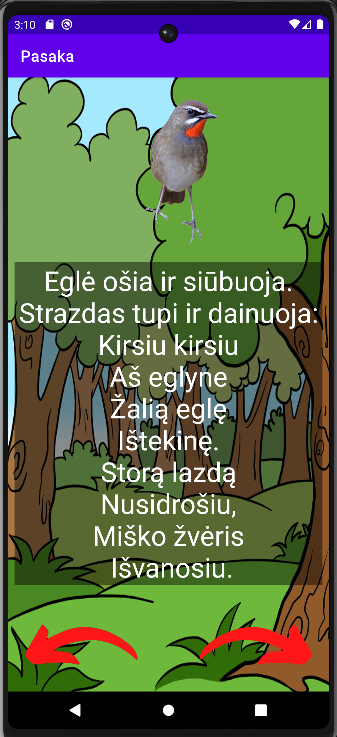 3:10
Pasaka
Eglė ošia ir siūbuoja.
Strazdas tupi ir dainuoja:
Kirsiu kirsiu
Aš eglyne
Žalią eglę
Ištekinę.
Storą lazdą
Nusidrošiu,
Miško žvėris
Išvanosiu.